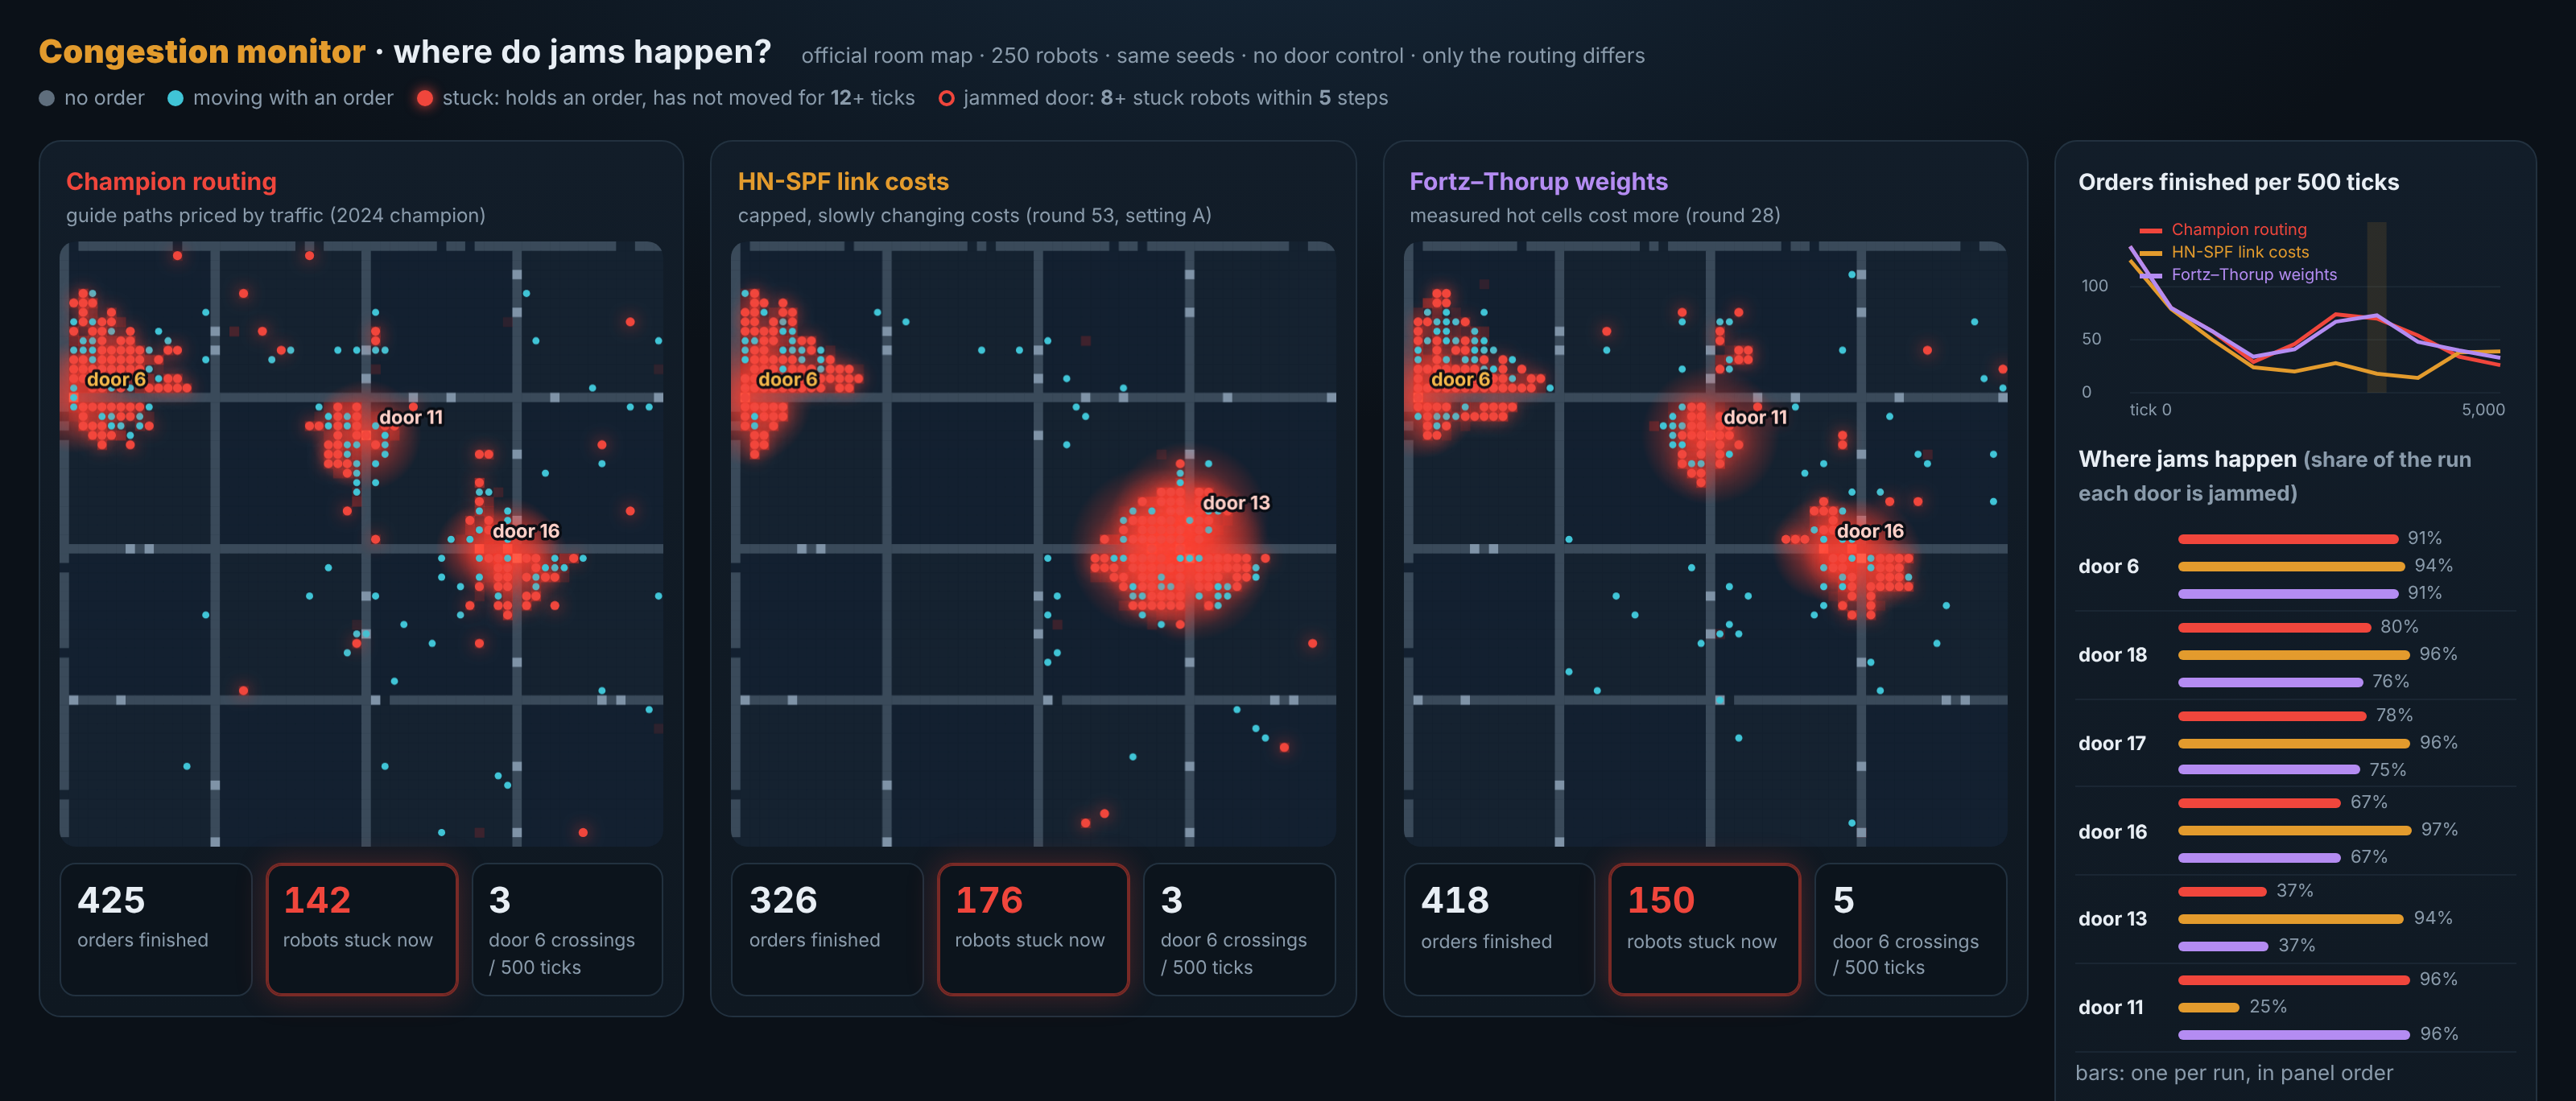 Congestion monitor · where do jams happen? official room map · 250 robots · same seeds · no door control · only the routing differs
no order moving with an order stuck: holds an order, has not moved for 12+ ticks jammed door: 8+ stuck robots within 5 steps
Champion routing
guide paths priced by traffic (2024 champion)
door 6
door 11
door 16
425
orders finished
142
robots stuck now
3
door 6 crossings
/ 500 ticks
HN-SPF link costs
capped, slowly changing costs (round 53, setting A)
door 6
door 13
326
orders finished
176
robots stuck now
3
door 6 crossings
/ 500 ticks
Fortz–Thorup weights
measured hot cells cost more (round 28)
door 6
door 11
door 16
418
orders finished
150
robots stuck now
5
door 6 crossings
/ 500 ticks
Orders finished per 500 ticks
Champion routing
HN-SPF link costs
Fortz–Thorup weights
100
50
0
tick 0 5,000
Where jams happen (share of the run
each door is jammed)
91%
door 6 94%
91%
80%
door 18 96%
76%
78%
door 17 96%
75%
67%
door 16 97%
67%
37%
door 13 94%
37%
96%
door 11 25%
96%
bars: one per run, in panel order